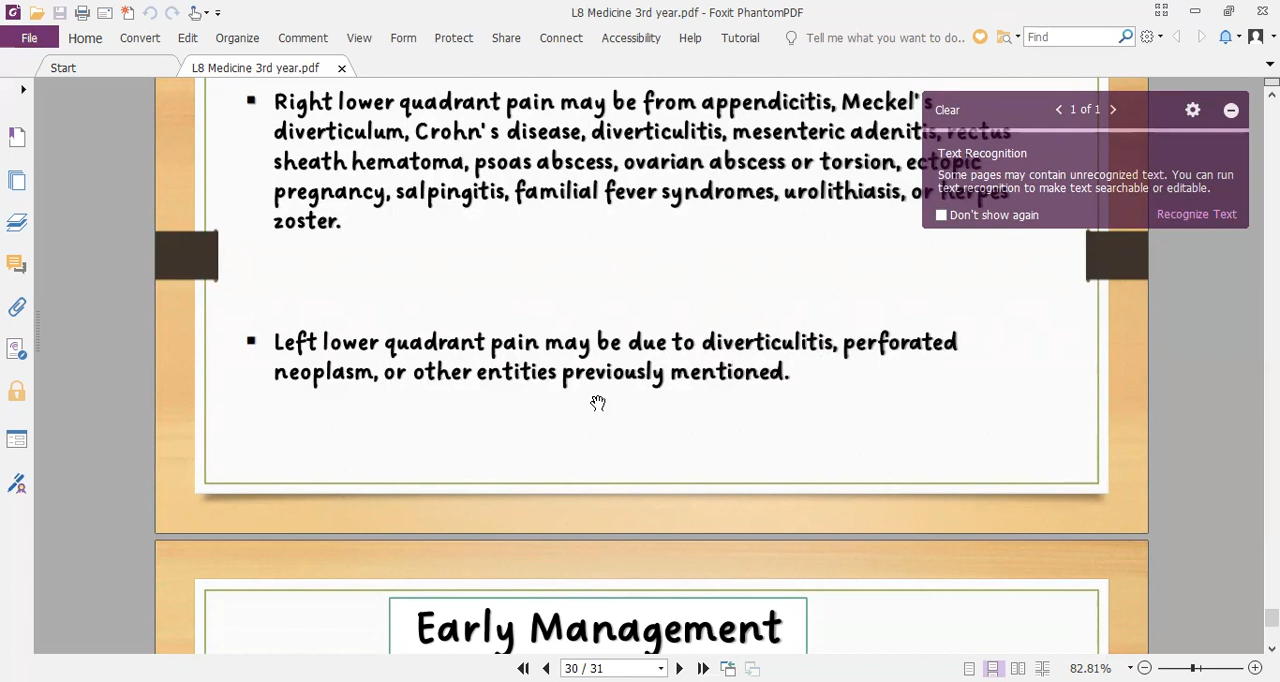 L8 Medicine 3rd year.pdf - Foxit PhantomPDF
File Home Convert Edit Organize Comment View Form Protect Share Connect Accessibility Help Tutorial Tell me what you want to do.. Find
Start L8 Medicine 3rd year.pdf
Right lower quadrant pain may be from appendicitis, Meckel's
diverticulum, Crohn's disease, diverticulitis, mesenteric adenitis, rectus
sheath hematoma, psoas abscess, ovarian abscess or torsion, ectopic
pregnancy, salpingitis, familial fever syndromes, urolithiasis, or herpes
zoster.
Clear 1 of 1
Text Recognition
Some pages may contain unrecognized text. You can run
text recognition to make text searchable or editable.
Don't show again Recognize Text
Left lower quadrant pain may be due to diverticulitis, perforated
neoplasm, or other entities previously mentioned.
Early Management
30 / 31 82.81%